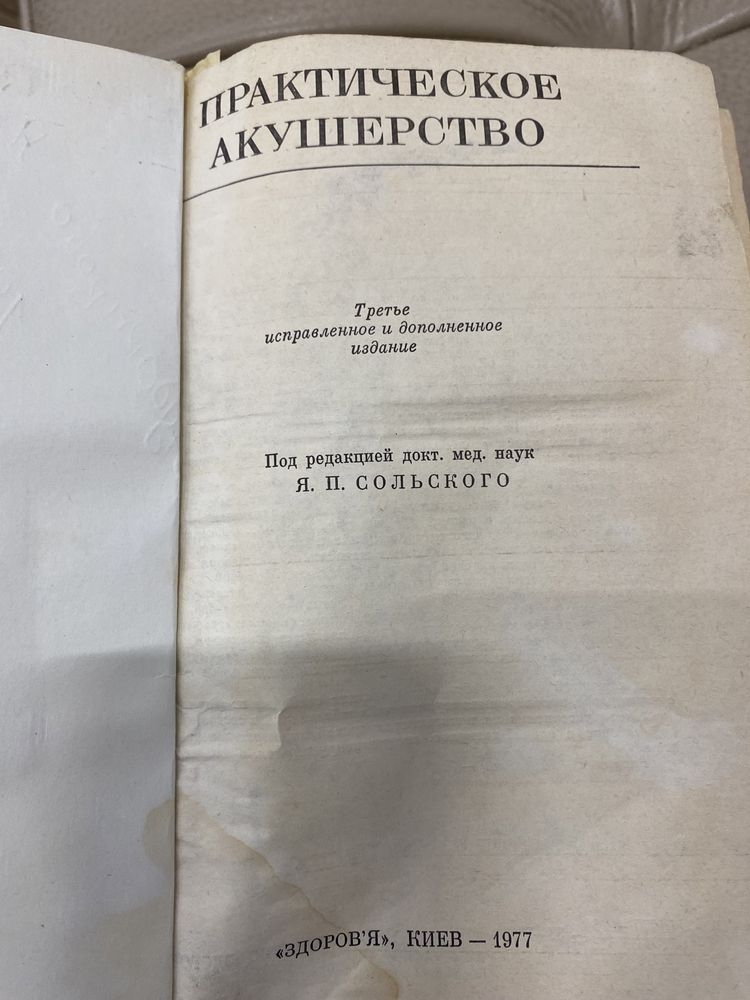 ПРАКТИЧЕСКОЕ
АКУШЕРСТВО
Третье
исправленное и дополненное
издание
Под редакцией докт. мед. наук
Я. П. СОЛЬСКОГО
«ЗДОРОВ'Я», КИЕВ — 1977